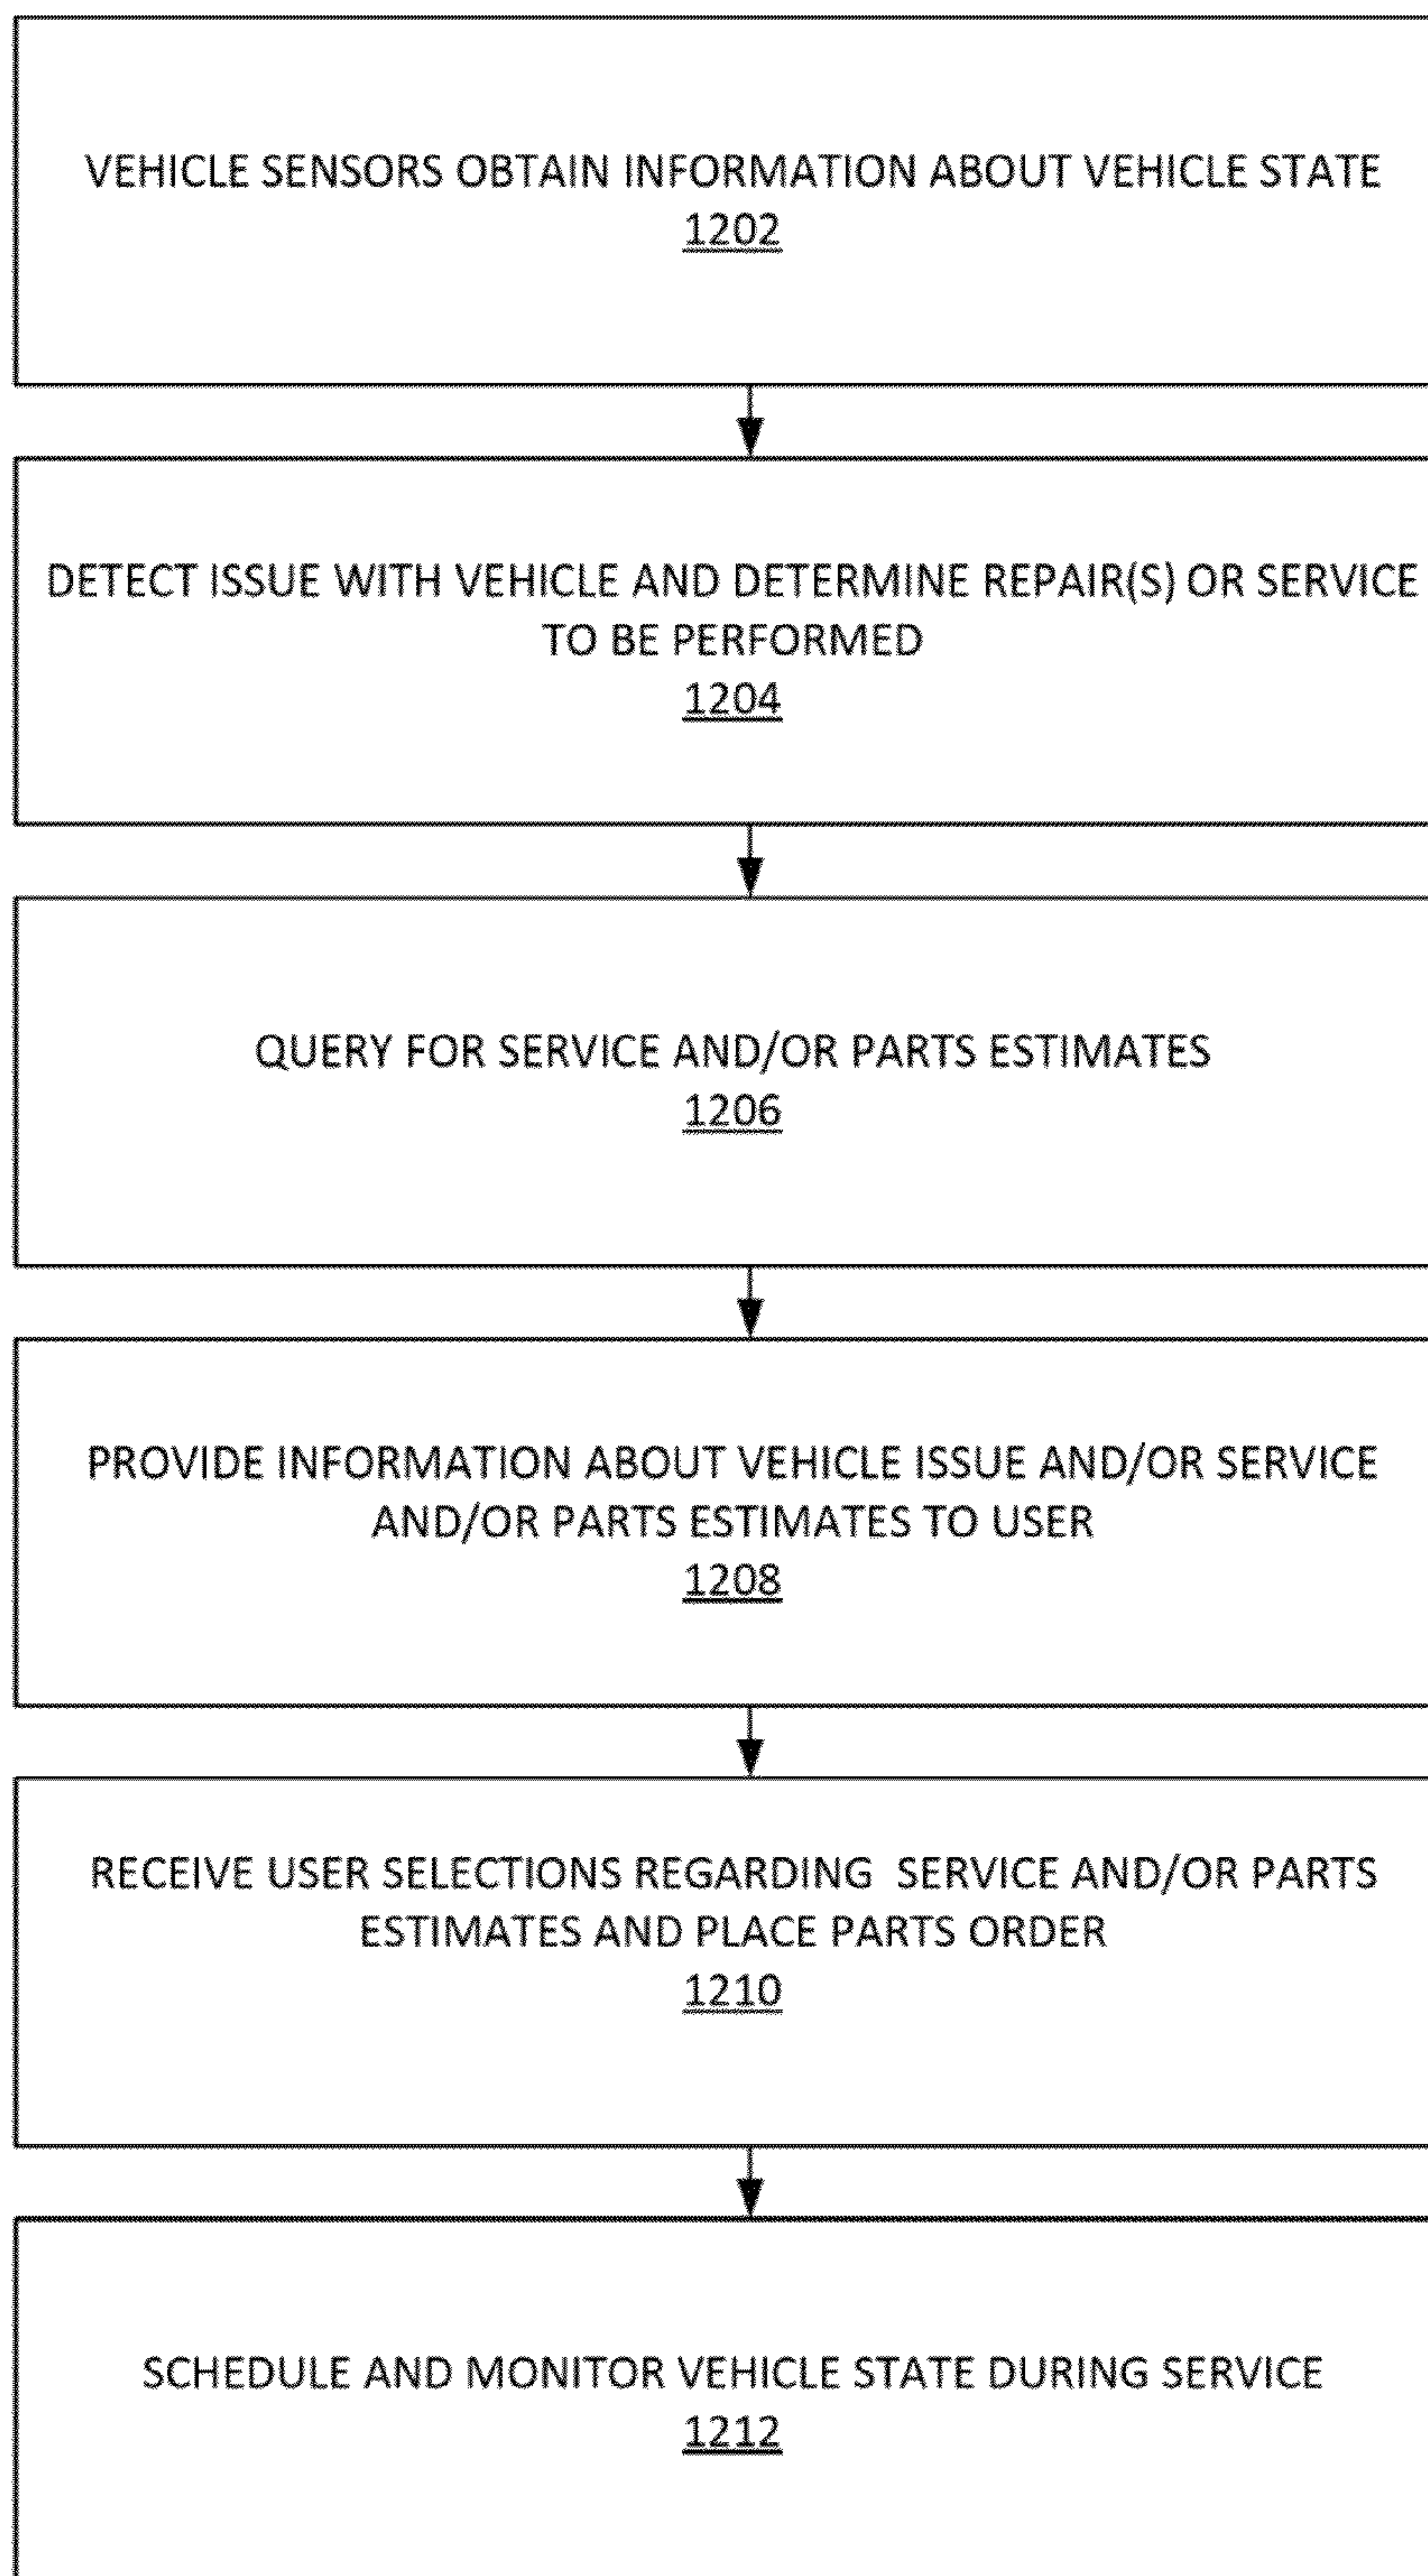 VEHICLE SENSORS OBTAIN INFORMATION ABOUT VEHICLE STATE
1202
DETECT ISSUE WITH VEHICLE AND DETERMINE REPAIR(S) OR SERVICE
TO BE PERFORMED
1204
QUERY FOR SERVICE AND/OR PARTS ESTIMATES
1206
PROVIDE INFORMATION ABOUT VEHICLE ISSUE AND/OR SERVICE
AND/OR PARTS ESTIMATES TO USER
1208
RECEIVE USER SELECTIONS REGARDING  SERVICE AND/OR PARTS
ESTIMATES AND PLACE PARTS ORDER
1210
SCHEDULE AND MONITOR VEHICLE STATE DURING SERVICE
1212